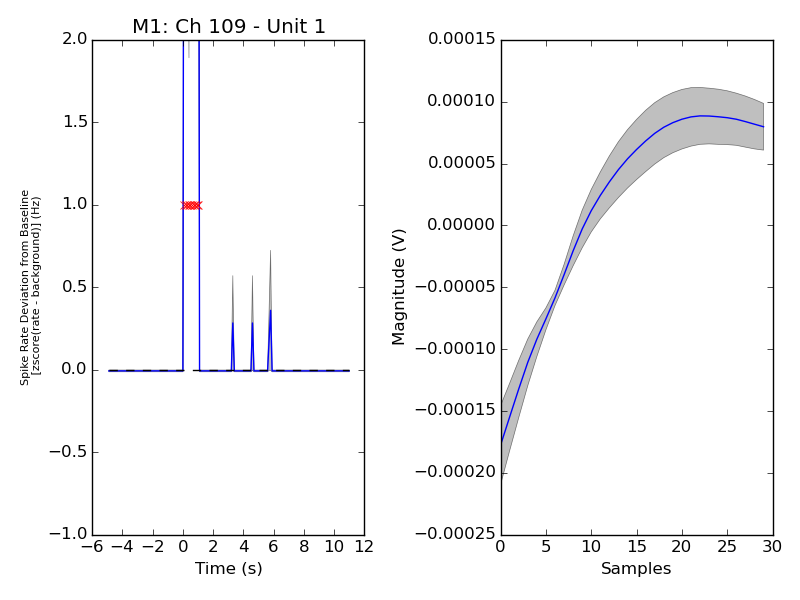 M1: Ch 109 - Unit 1
Spike Rate Deviation from Baseline
[zscore(rate - background)] (Hz)
2.0
1.5
1.0
0.5
0.0
−0.5
−1.0
−6 −4 −2 0 2 4 6 8 10 12
Time (s)
Magnitude (V)
0.00015
0.00010
0.00005
0.00000
−0.00005
−0.00010
−0.00015
−0.00020
−0.00025
0 5 10 15 20 25 30
Samples